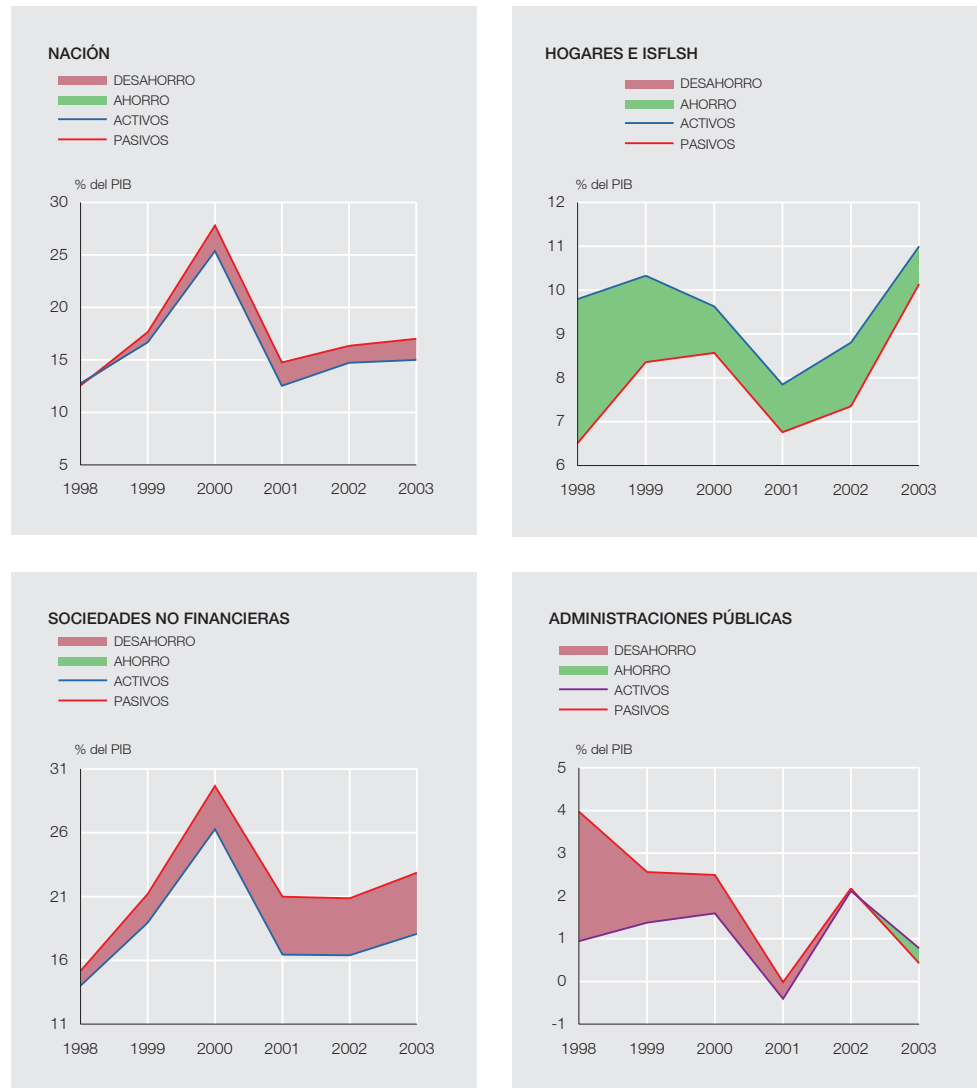 NACIÓN
DESAHORRO
AHORRO
ACTIVOS
PASIVOS
% del PIB
30
25
20
15
10
5
1998 1999 2000 2001 2002 2003
HOGARES E ISFLSH
DESAHORRO
AHORRO
ACTIVOS
PASIVOS
% del PIB
12
11
10
9
8
7
6
1998 1999 2000 2001 2002 2003
SOCIEDADES NO FINANCIERAS
DESAHORRO
AHORRO
ACTIVOS
PASIVOS
% del PIB
31
26
21
16
11
1998 1999 2000 2001 2002 2003
ADMINISTRACIONES PÚBLICAS
DESAHORRO
AHORRO
ACTIVOS
PASIVOS
% del PIB
5
4
3
2
1
0
-1
1998 1999 2000 2001 2002 2003